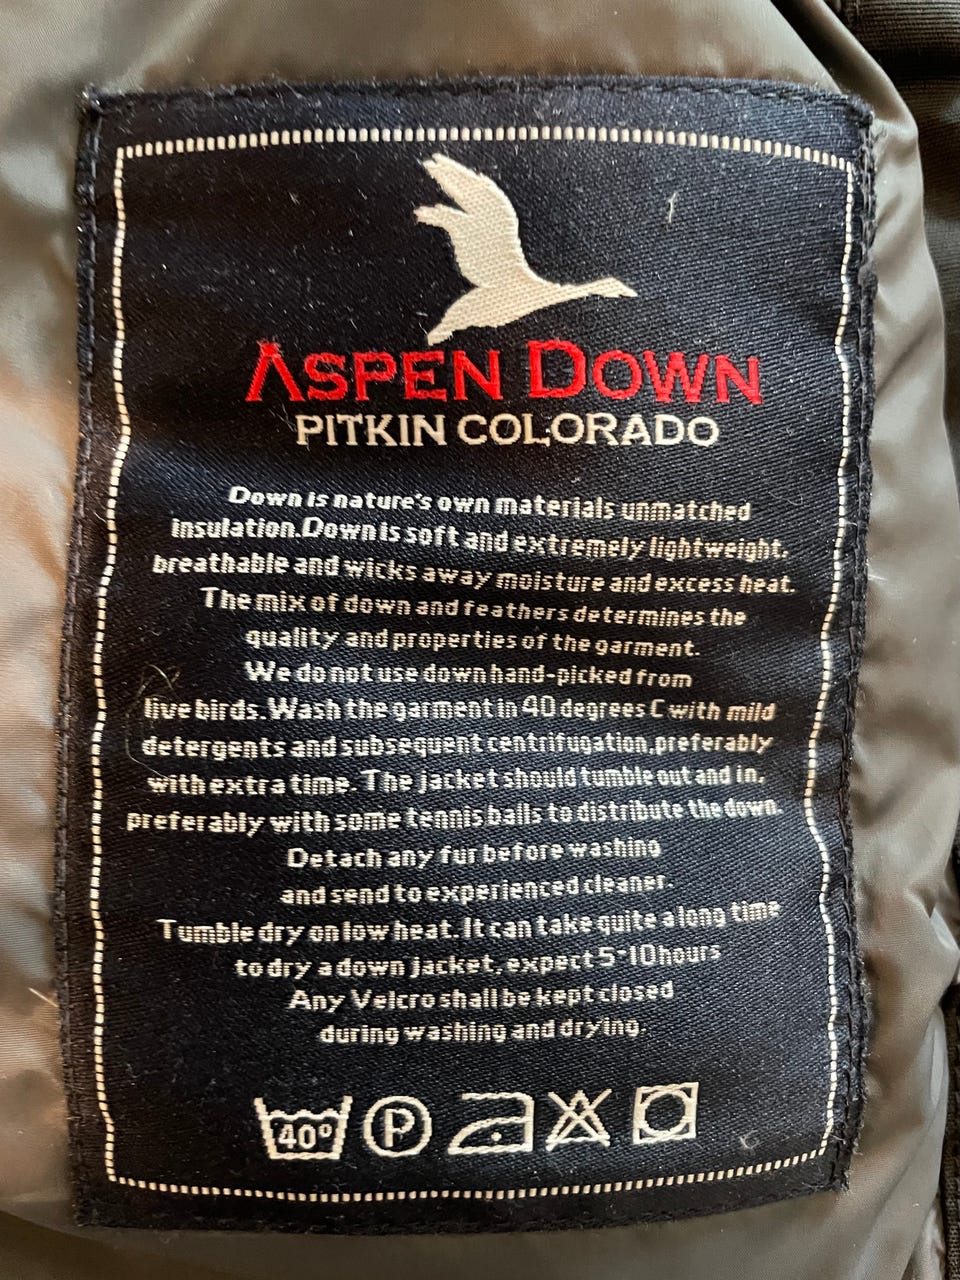 ASPEN DOWN
PITKIN COLORADO
Down is nature's own materials unmatched
insulation.Down is soft and extremely lightweight.
breathable and wicks away moisture and excess heat.
The mix of down and feathers determines the
quality and properties of the garment.
We do not use down hand-picked from
live birds.Wash the garment in 40 degrees C with mild
detergents and subsequent centrifugation,preferably
with extra time. The jacket should tumble out and in,
preferably with some tennis balls to distribute the down.
Detach any fur before washing
and send to experienced cleaner.
Tumble dry on low heat. It can take quite a long time
to dry a down jacket, expect 5-10 hours
Any Velcro shall be kept closed
during washing and drying.
40° P